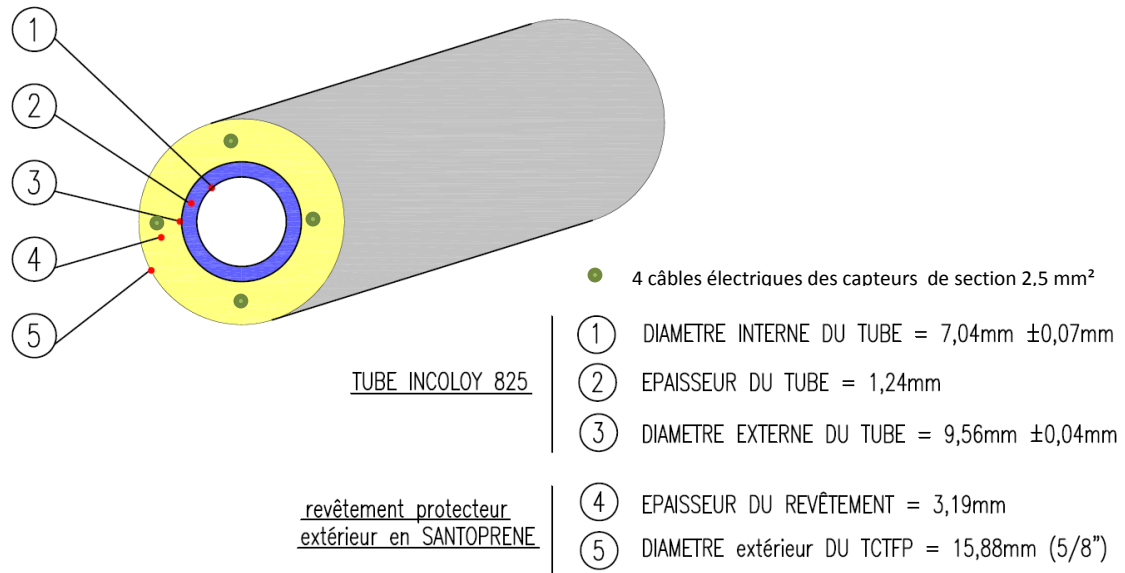 1
2
3
4
5
4 câbles électriques des capteurs de section 2,5 mm²
1 DIAMETRE INTERNE DU TUBE = 7,04mm ±0,07mm
TUBE INCOLOY 825
2 EPAISSEUR DU TUBE = 1,24mm
3 DIAMETRE EXTERNE DU TUBE = 9,56mm ±0,04mm
revêtement protecteur
extérieur en SANTOPRENE
4 EPAISSEUR DU REVÊTEMENT = 3,19mm
5 DIAMETRE extérieur DU TCTFP = 15,88mm (5/8")